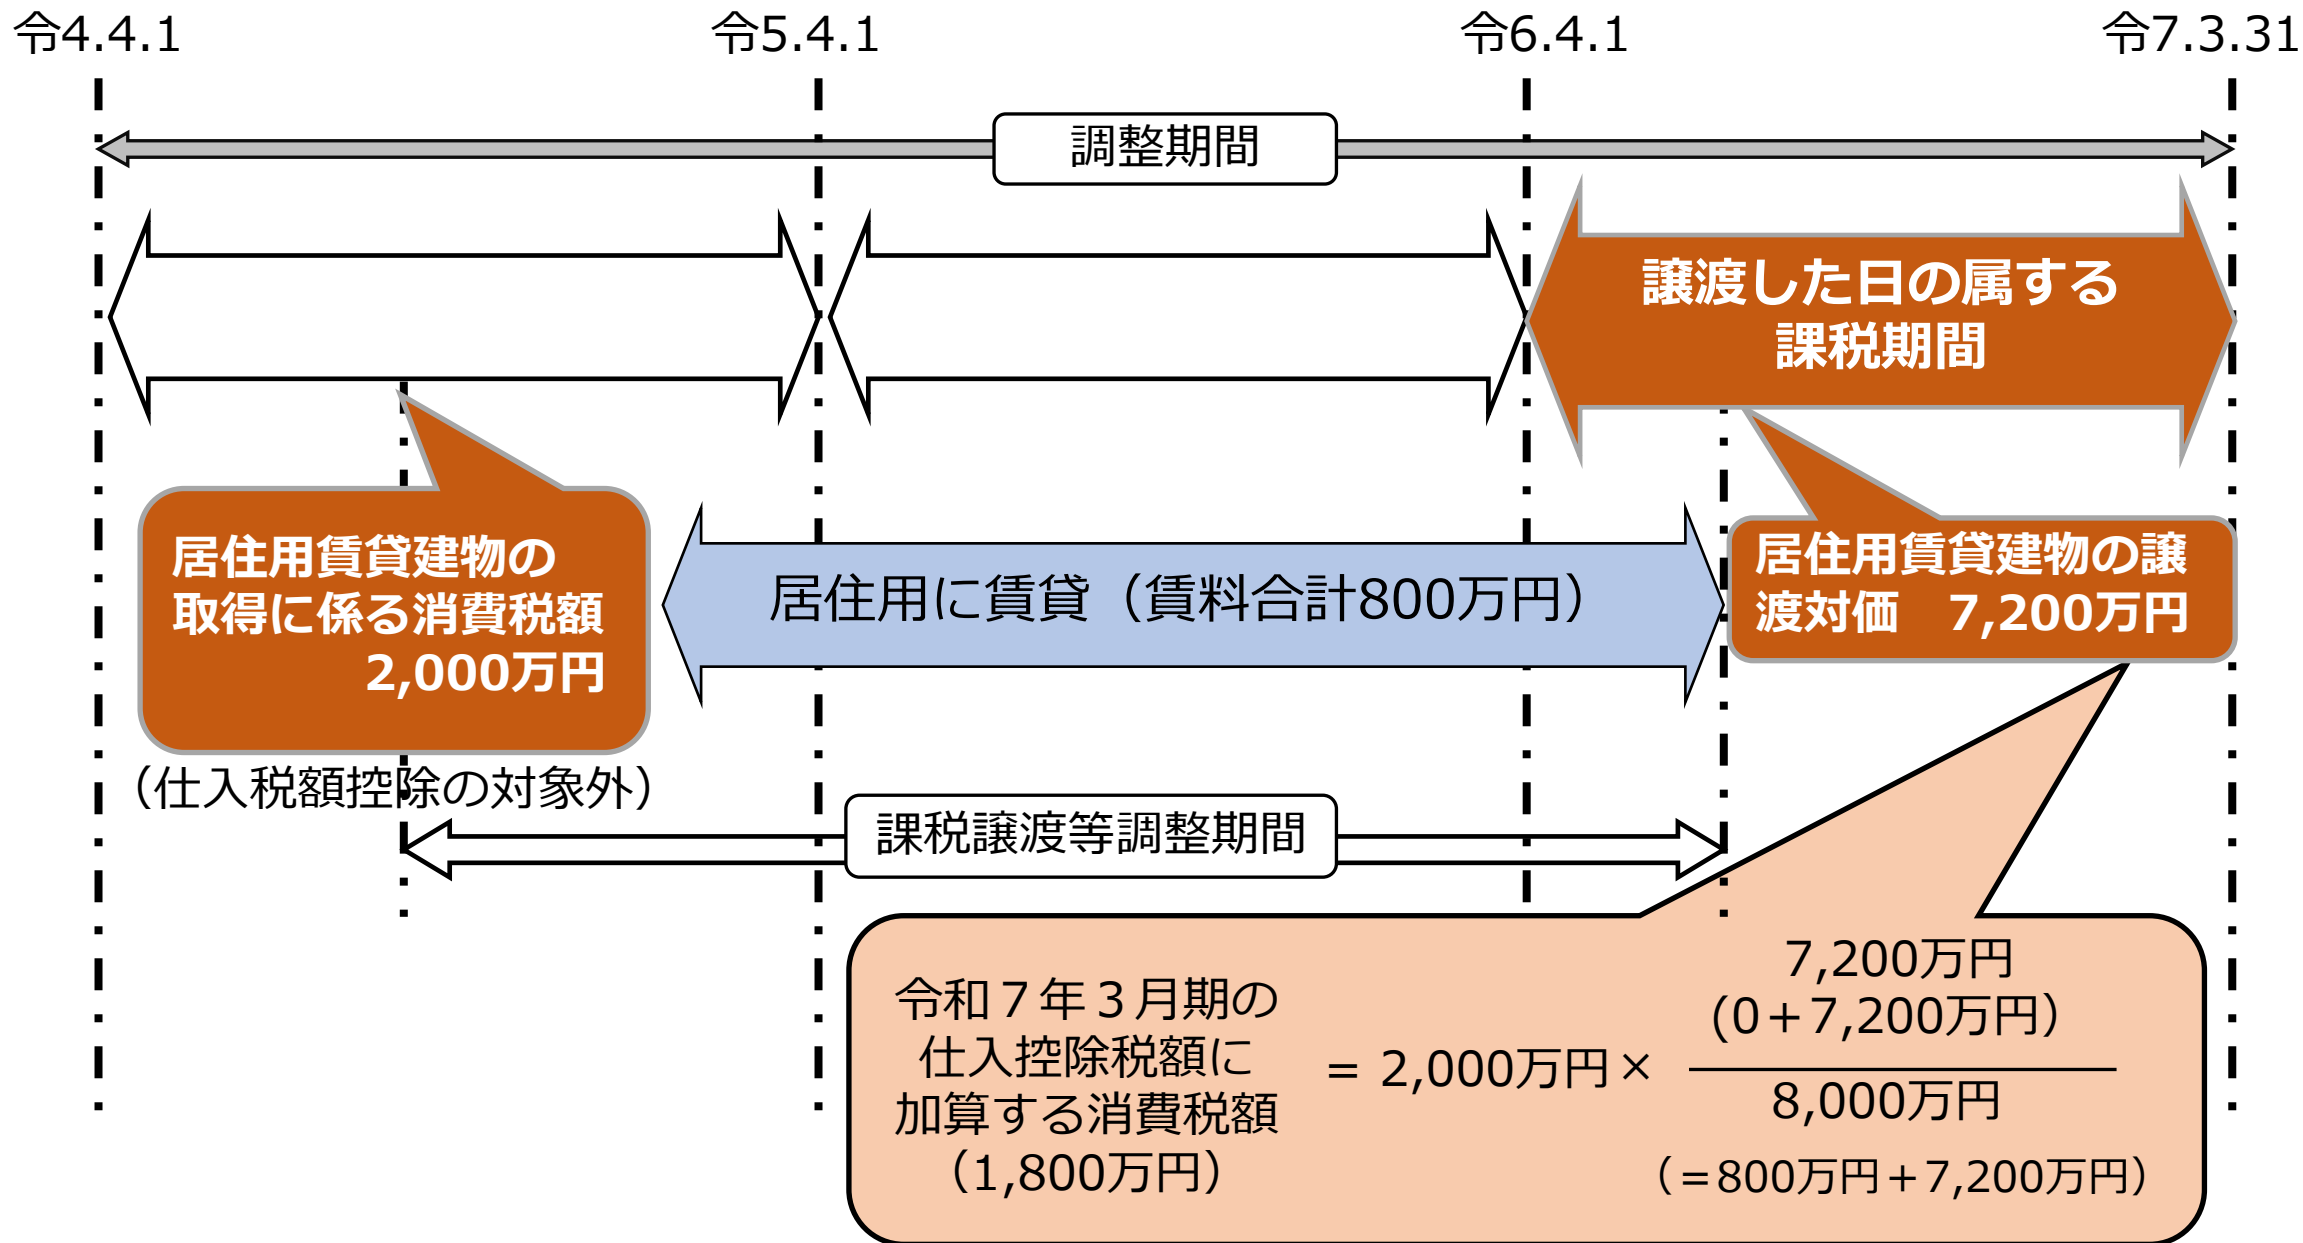 令4.4.1
令5.4.1
令6.4.1
令7.3.31
調整期間
譲渡した日の属する
課税期間
居住用賃貸建物の
取得に係る消費税額
2,000万円
（仕入税額控除の対象外）
居住用に賃貸（賃料合計800万円）
居住用賃貸建物の譲
渡対価　7,200万円
課税譲渡等調整期間
令和７年３月期の
仕入控除税額に
加算する消費税額
（1,800万円）
= 2,000万円×
7,200万円
(0＋7,200万円）
8,000万円
（＝800万円＋7,200万円）